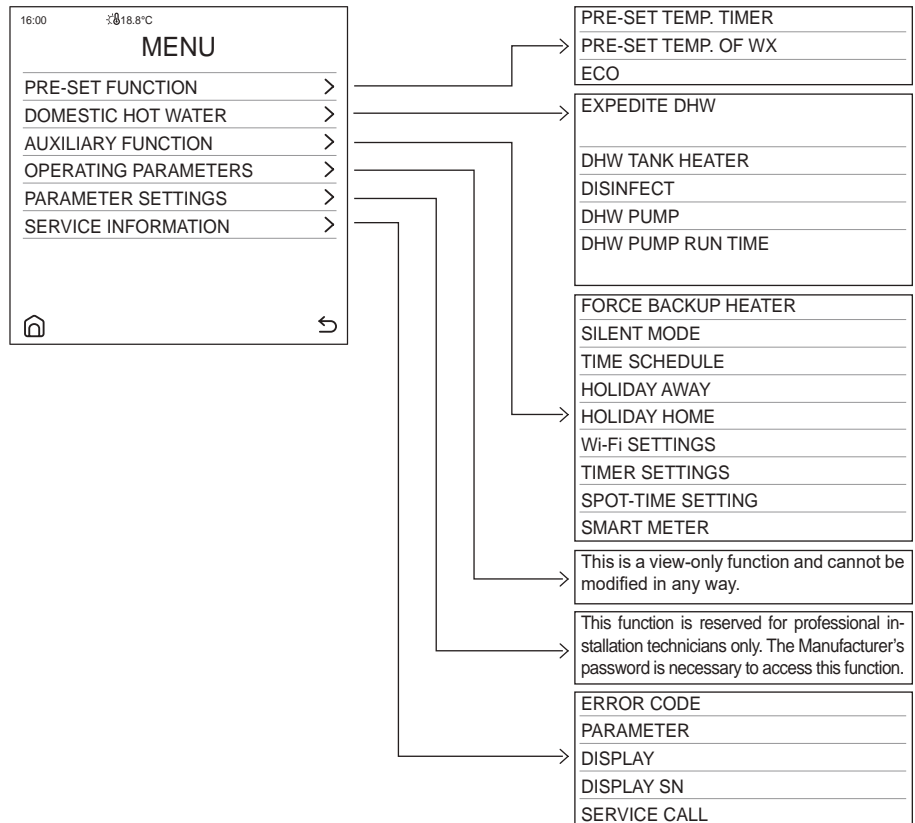 16:00 18.8°C
MENU
PRE-SET FUNCTION
DOMESTIC HOT WATER
AUXILIARY FUNCTION
OPERATING PARAMETERS
PARAMETER SETTINGS
SERVICE INFORMATION
PRE-SET TEMP. TIMER
PRE-SET TEMP. OF WX
ECO
EXPEDITE DHW
DHW TANK HEATER
DISINFECT
DHW PUMP
DHW PUMP RUN TIME
FORCE BACKUP HEATER
SILENT MODE
TIME SCHEDULE
HOLIDAY AWAY
HOLIDAY HOME
Wi-Fi SETTINGS
TIMER SETTINGS
SPOT-TIME SETTING
SMART METER
This is a view-only function and cannot be
modified in any way.
This function is reserved for professional in-
stallation technicians only. The Manufacturer's
password is necessary to access this function.
ERROR CODE
PARAMETER
DISPLAY
DISPLAY SN
SERVICE CALL